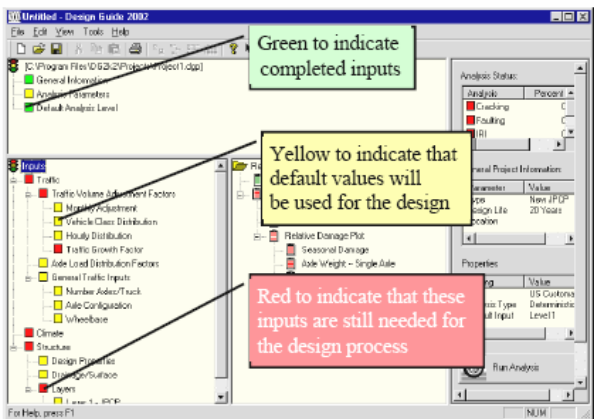 Untitled - Design Guide 2002
File Edit View Tools Help
[C:\Program Files\DG2k2\Projects\Project1.dgp]
General Information
Analysis Parameters
Default Analysis Level
Green to indicate
completed inputs
Analysis Status:
Analysis Percent
Cracking
Faulting
IRI
Inputs
Traffic
Traffic Volume Adjustment Factors
Monthly Adjustment
Vehicle Class Distribution
Hourly Distribution
Traffic Growth Factor
Axle Load Distribution Factors
General Traffic Inputs
Number Axles/Truck
Axle Configuration
Wheelbase
Climate
Structure
Design Properties
Drainage/Surface
Layers
Layer 1 - JPCP
Yellow to indicate that
default values will
be used for the design
Relative Damage Plot
Seasonal Damage
Axle Weight - Single Axle
Red to indicate that these
inputs are still needed for
the design process
General Project Information:
Value
New JPCP
Design Life 20 Years
Properties
Value
US Customa
Deterministic
Level1
Run Analysis
For Help, press F1
NUM